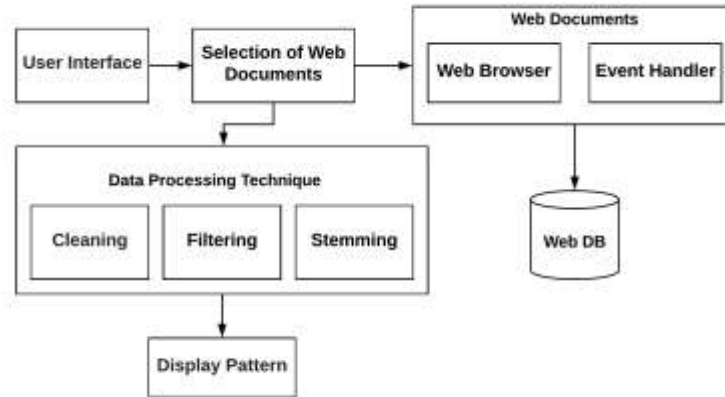 Web Documents
User Interface
Selection of Web
Documents
Web Browser
Event Handler
Data Processing Technique
Cleaning
Filtering
Stemming
Web DB
Display Pattern